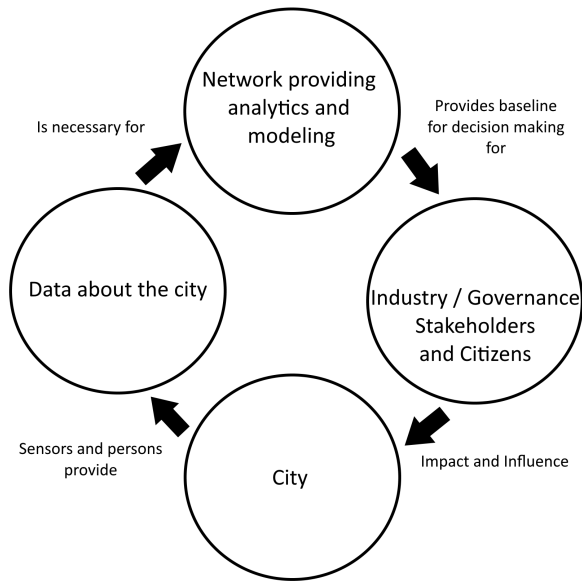 Network providing
analytics and
modeling
Is necessary for
Provides baseline
for decision making
for
Data about the city
Industry / Governance
Stakeholders
and Citizens
Sensors and persons
provide
Impact and Influence
City